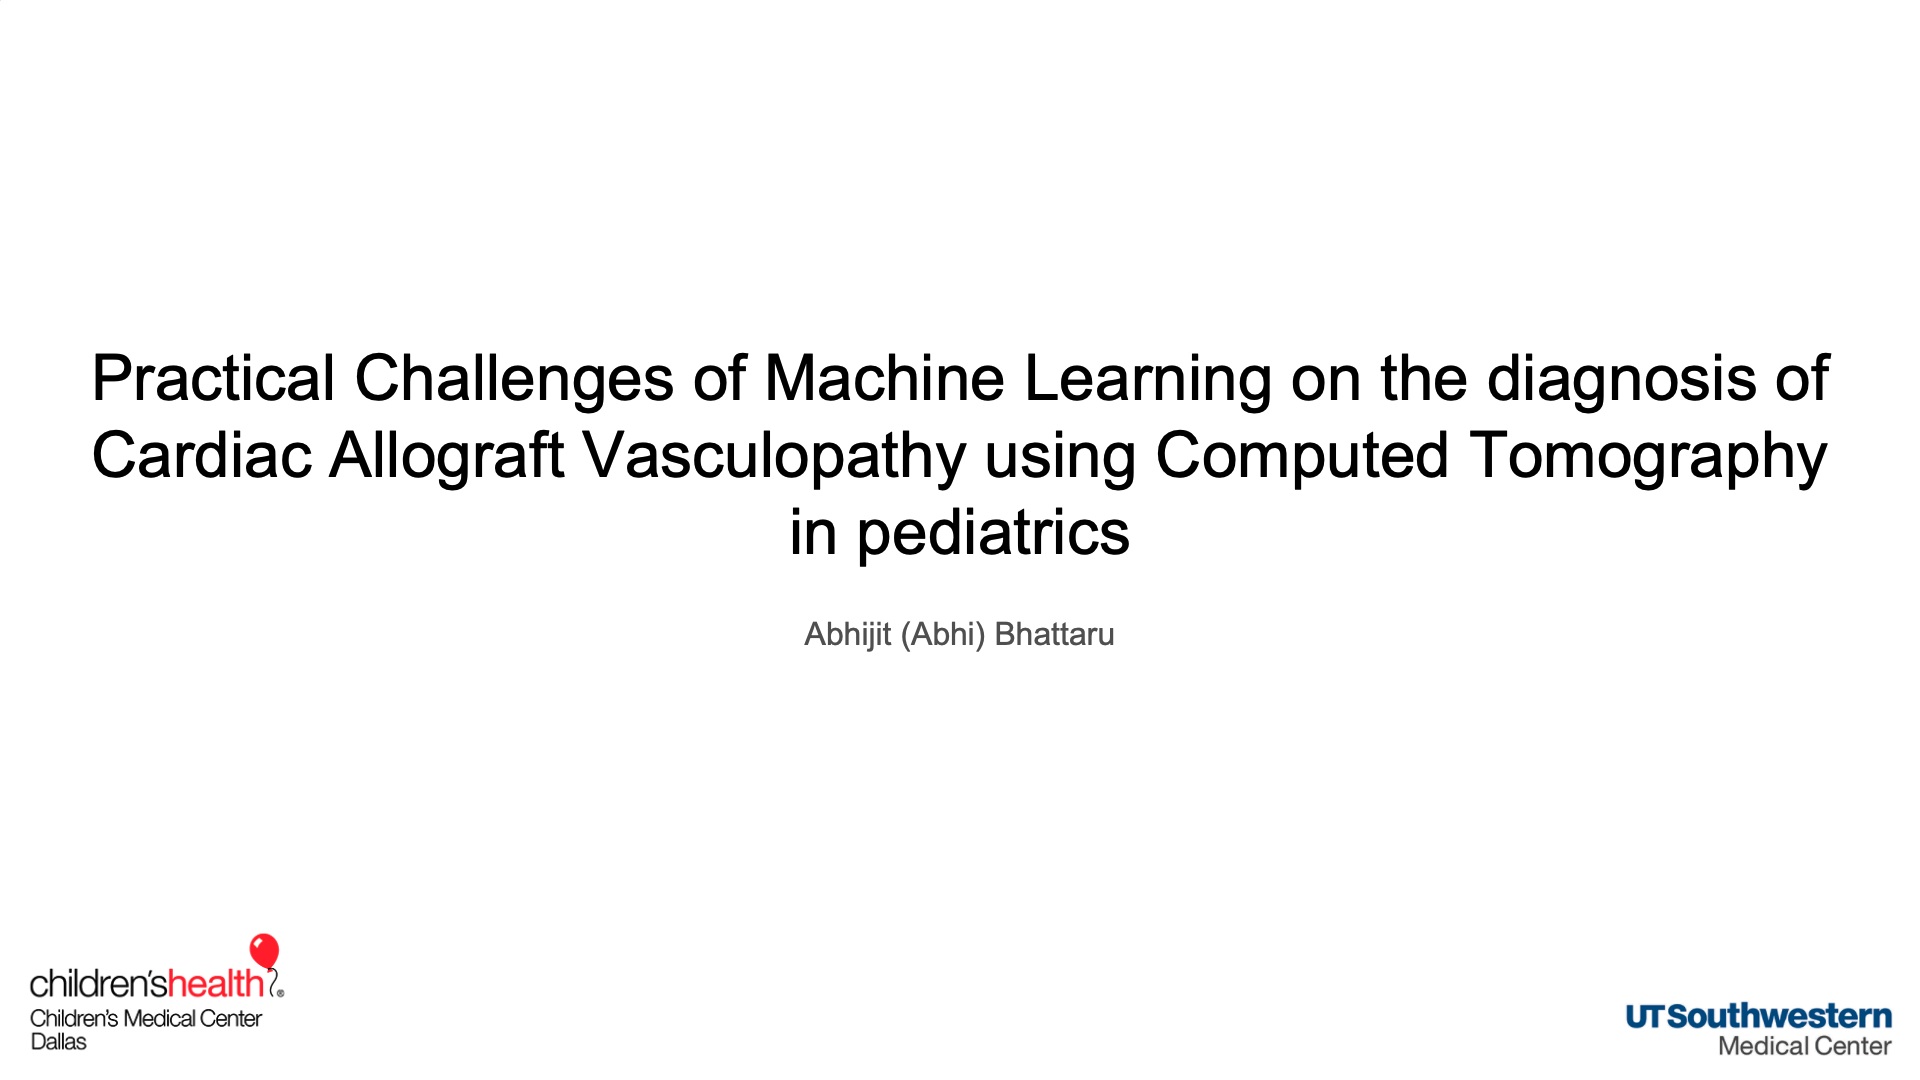 Practical Challenges of Machine Learning on the diagnosis of
Cardiac Allograft Vasculopathy using Computed Tomography
in pediatrics
Abhijit (Abhi) Bhattaru
children'shealth®
Children's Medical Center
Dallas
UTSouthwestern
Medical Center